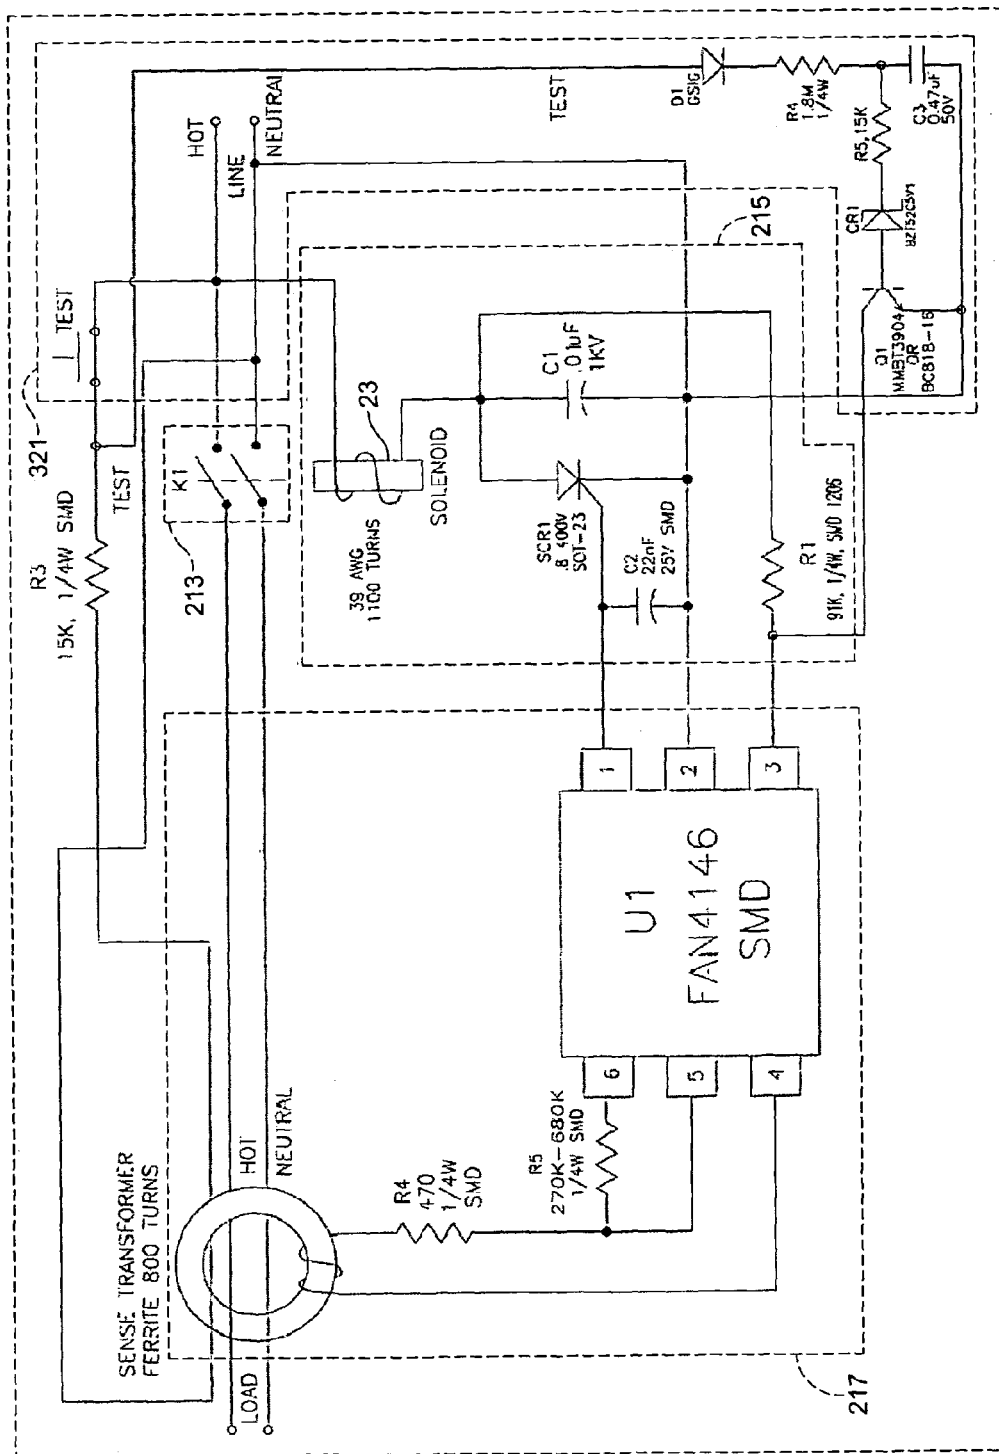 SENSE TRANSFORMER
FERRITE 800 TURNS
LOAD
HOT
NEUTRAL
R3
15K, 1/4W SMD
TEST
321
TEST
HOT
LINE
NEUTRAL
K1
213
23
SOLENOID
39 AWG
1100 TURNS
215
TEST
D1
R4
1.8M
1/4W
C3
0.47uF
50V
R5, 15K
CR1
BZT52C5V1
Q1
MMBT3904
OR
BC818-16
C1
.01uF
1KV
SCR1
.8 400V
SOT-23
C2
22nF
25V SMD
R1
91K, 1/4W, SMD 1206
R4
470
1/4W
SMD
R5
270K-680K
1/4W SMD
6
5
4
U1
FAN4146
SMD
1
2
3
217